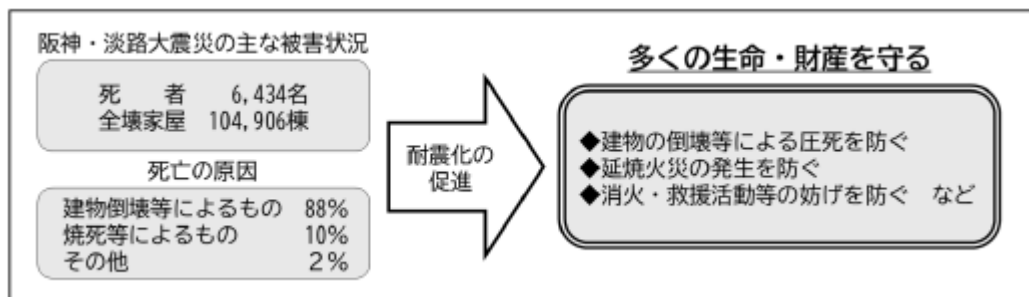 阪神・淡路大震災の主な被害状況
死　者　6,434名
全壊家屋　104,906棟
死亡の原因
建物倒壊等によるもの　88%
焼死等によるもの　10%
その他　２%
耐震化の
促進
多くの生命・財産を守る
◆建物の倒壊等による圧死を防ぐ
◆延焼火災の発生を防ぐ
◆消火・救援活動等の妨げを防ぐ　など